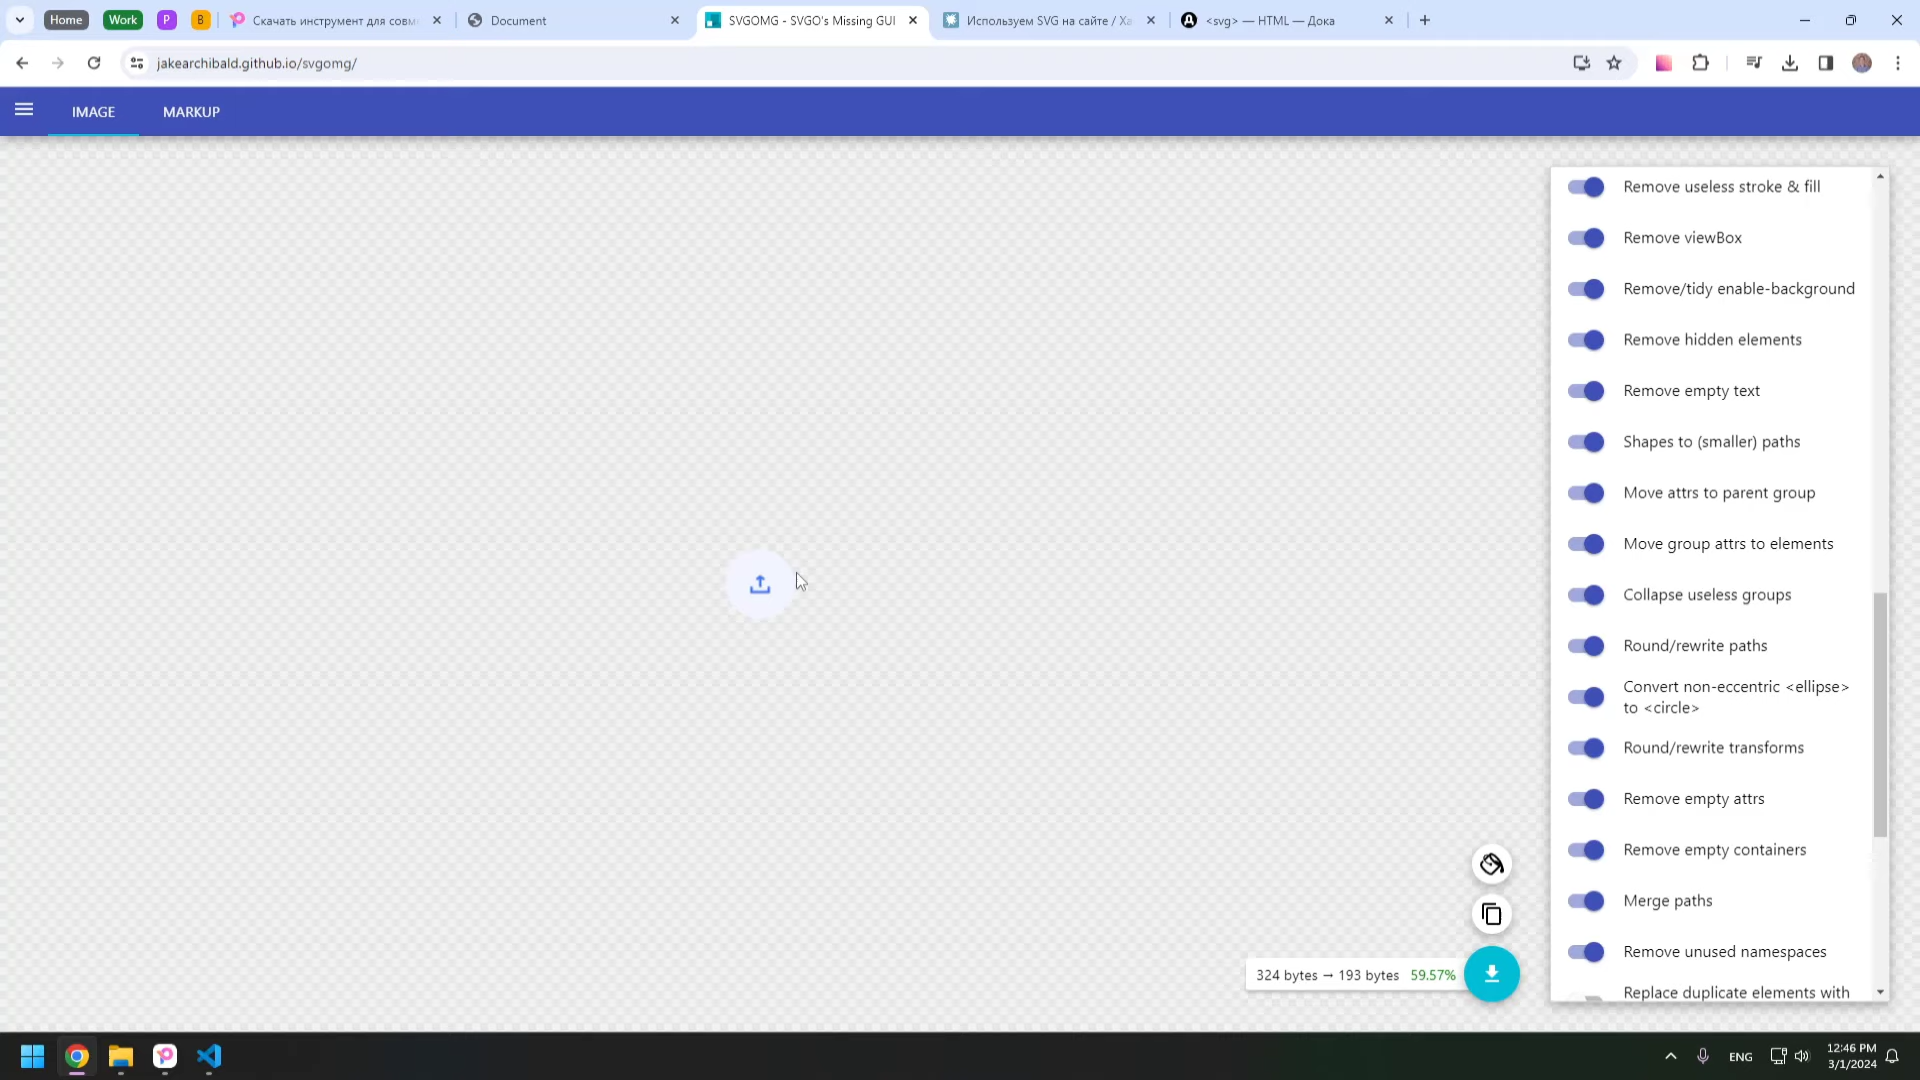 Home
Work
P
B
Скачать инструмент для совм
Document
SVGOMG - SVGO's Missing GUI
Используем SVG на сайте / Ха
<svg> — HTML — Дока
jakearchibald.github.io/svgomg/
IMAGE
MARKUP
Remove useless stroke & fill
Remove viewBox
Remove/tidy enable-background
Remove hidden elements
Remove empty text
Shapes to (smaller) paths
Move attrs to parent group
Move group attrs to elements
Collapse useless groups
Round/rewrite paths
Convert non-eccentric <ellipse>
to <circle>
Round/rewrite transforms
Remove empty attrs
Remove empty containers
Merge paths
Remove unused namespaces
Replace duplicate elements with
324 bytes → 193 bytes 59.57%
ENG
12:46 PM
3/1/2024